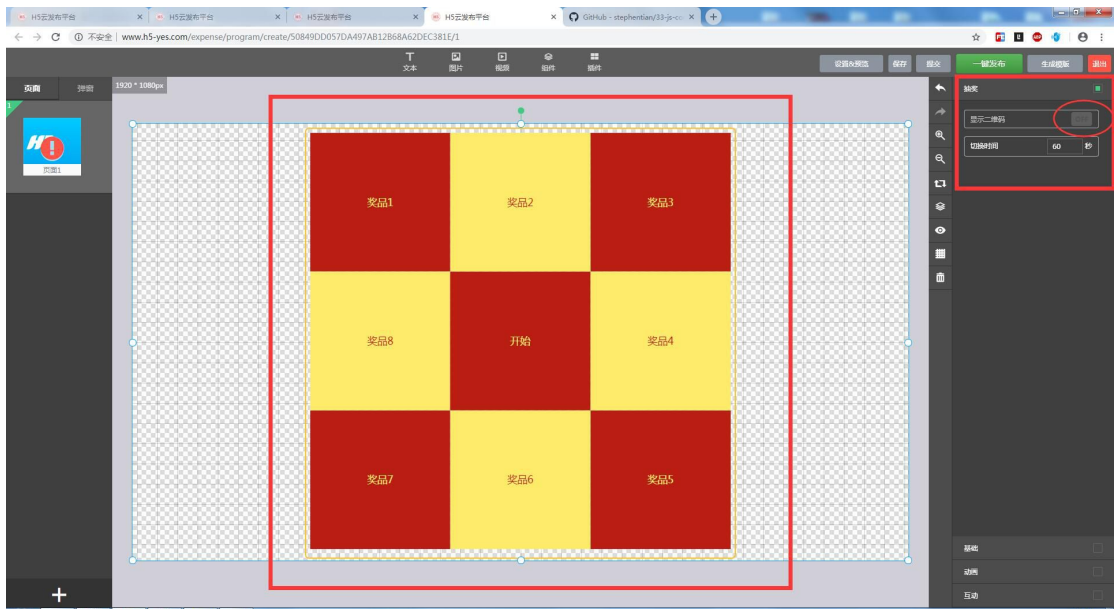 H5云发布平台
H5云发布平台
H5云发布平台
H5云发布平台
GitHub - stephentian/33-js-co
不安全 | www.h5-yes.com/expense/program/create/50849DD057DA497AB12B68A62DEC381E/1
文本 图片 视频 组件 插件
设置&预览 保存 提交 一键发布 生成模板 退出
页面 弹窗
1920 * 1080px
抽奖
1
显示二维码
切换时间 60 秒
页面1
奖品1 奖品2 奖品3
奖品8 开始 奖品4
奖品7 奖品6 奖品5
基础
动画
互动